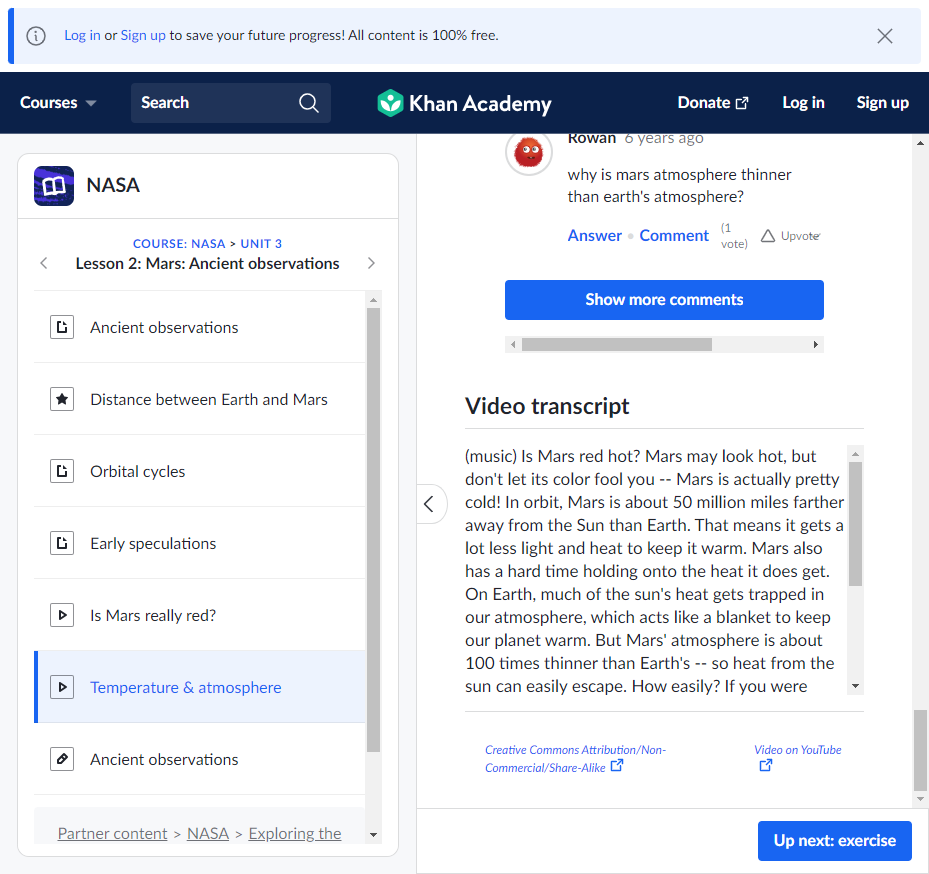 Log in or Sign up to save your future progress! All content is 100% free.
Courses
Search
Khan Academy
Donate
Log in
Sign up
NASA
COURSE: NASA > UNIT 3
Lesson 2: Mars: Ancient observations
Ancient observations
Distance between Earth and Mars
Orbital cycles
Early speculations
Is Mars really red?
Temperature & atmosphere
Ancient observations
Partner content > NASA > Exploring the
Rowan 6 years ago
why is mars atmosphere thinner
than earth's atmosphere?
Answer • Comment (1 vote) Upvote
Show more comments
Video transcript
(music) Is Mars red hot? Mars may look hot, but
don't let its color fool you -- Mars is actually pretty
cold! In orbit, Mars is about 50 million miles farther
away from the Sun than Earth. That means it gets a
lot less light and heat to keep it warm. Mars also
has a hard time holding onto the heat it does get.
On Earth, much of the sun's heat gets trapped in
our atmosphere, which acts like a blanket to keep
our planet warm. But Mars' atmosphere is about
100 times thinner than Earth's -- so heat from the
sun can easily escape. How easily? If you were
Creative Commons Attribution/Non-
Commercial/Share-Alike
Video on YouTube
Up next: exercise